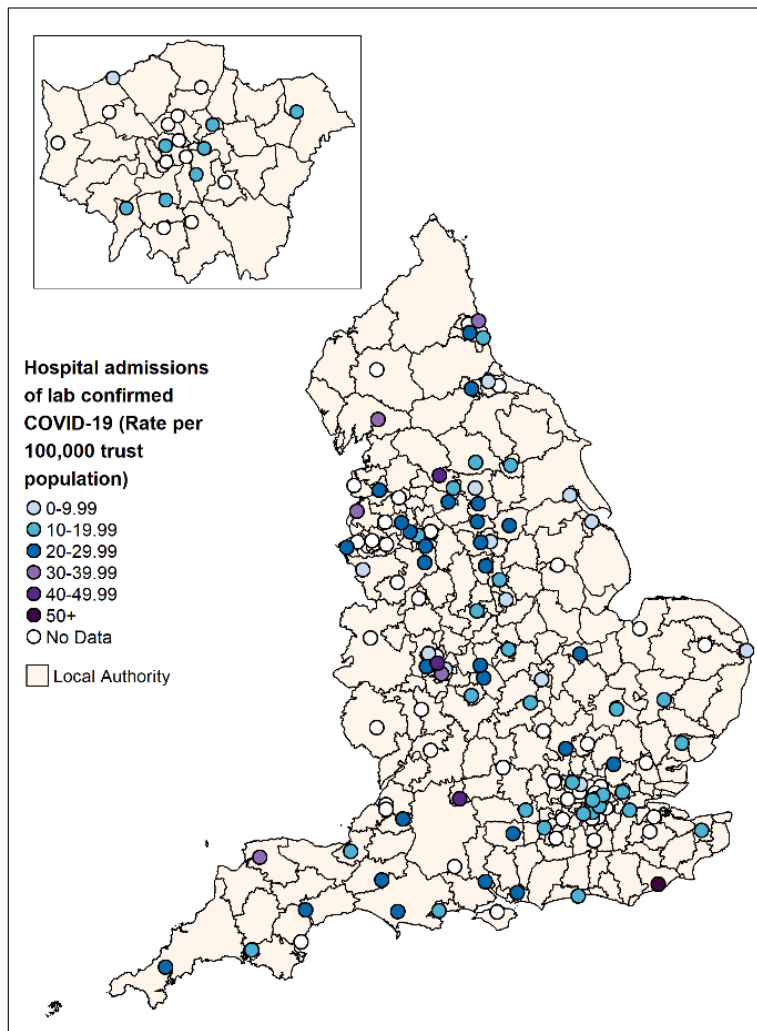 Hospital admissions
of lab confirmed
COVID-19 (Rate per
100,000 trust
population)
0-9.99
10-19.99
20-29.99
30-39.99
40-49.99
50+
No Data
Local Authority